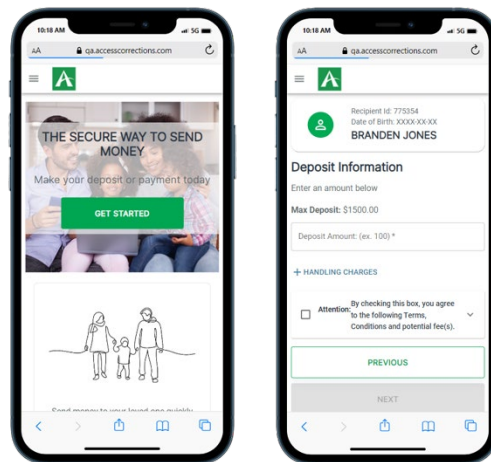 10:18 AM
5G
AA qa.accesscorrections.com
A
THE SECURE WAY TO SEND
MONEY
Make your deposit or payment today
GET STARTED
Send money to your loved one quickly
10:18 AM
5G
AA qa.accesscorrections.com
A
Recipient Id: 775354
Date of Birth: XXXX-XX-XX
BRANDEN JONES
Deposit Information
Enter an amount below
Max Deposit: $1500.00
Deposit Amount: (ex. 100) *
+ HANDLING CHARGES
Attention: By checking this box, you agree
to the following Terms,
Conditions and potential fee(s).
PREVIOUS
NEXT